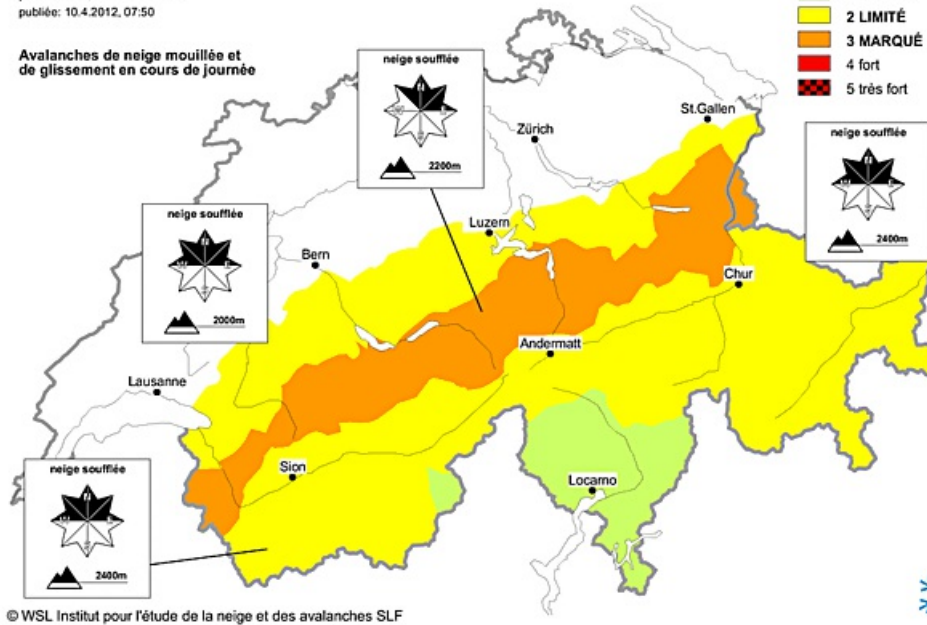 publiée: 10.4.2012, 07:50
Avalanches de neige mouillée et
de glissement en cours de journée
2 LIMITÉ
3 MARQUÉ
4 fort
5 très fort
neige soufflée
N
W
E
S
2200m
St.Gallen
Zürich
neige soufflée
N
W
E
S
2400m
neige soufflée
N
W
E
S
2000m
Luzern
Bern
Chur
Andermatt
Lausanne
Sion
Locarno
neige soufflée
N
W
E
S
2400m
© WSL Institut pour l'étude de la neige et des avalanches SLF